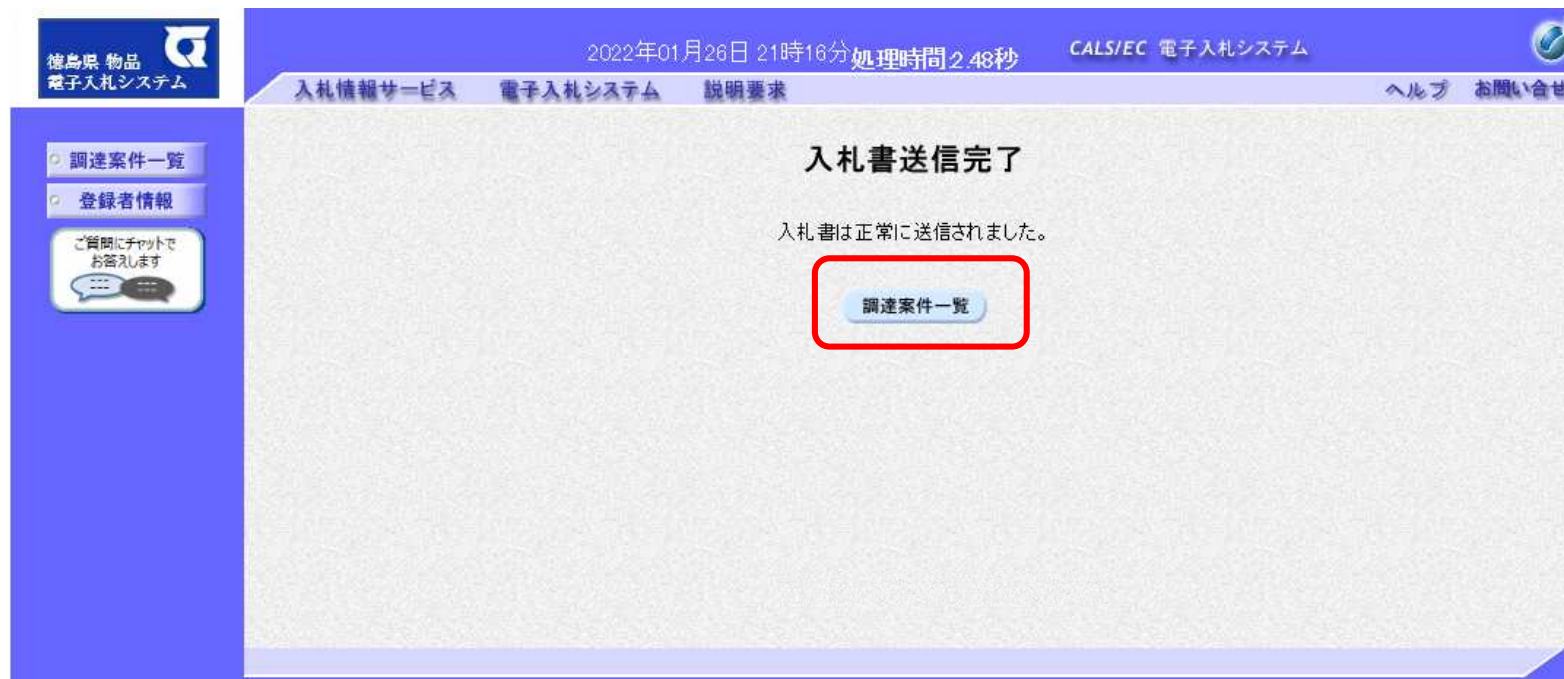 徳島県 物品
電子入札システム
2022年01月26日 21時16分処理時間2.48秒
CALS/EC 電子入札システム
入札情報サービス
電子入札システム
説明要求
ヘルプ
お問い合せ
調達案件一覧
登録者情報
ご質問にチャットで
お答えします
入札書送信完了
入札書は正常に送信されました。
調達案件一覧